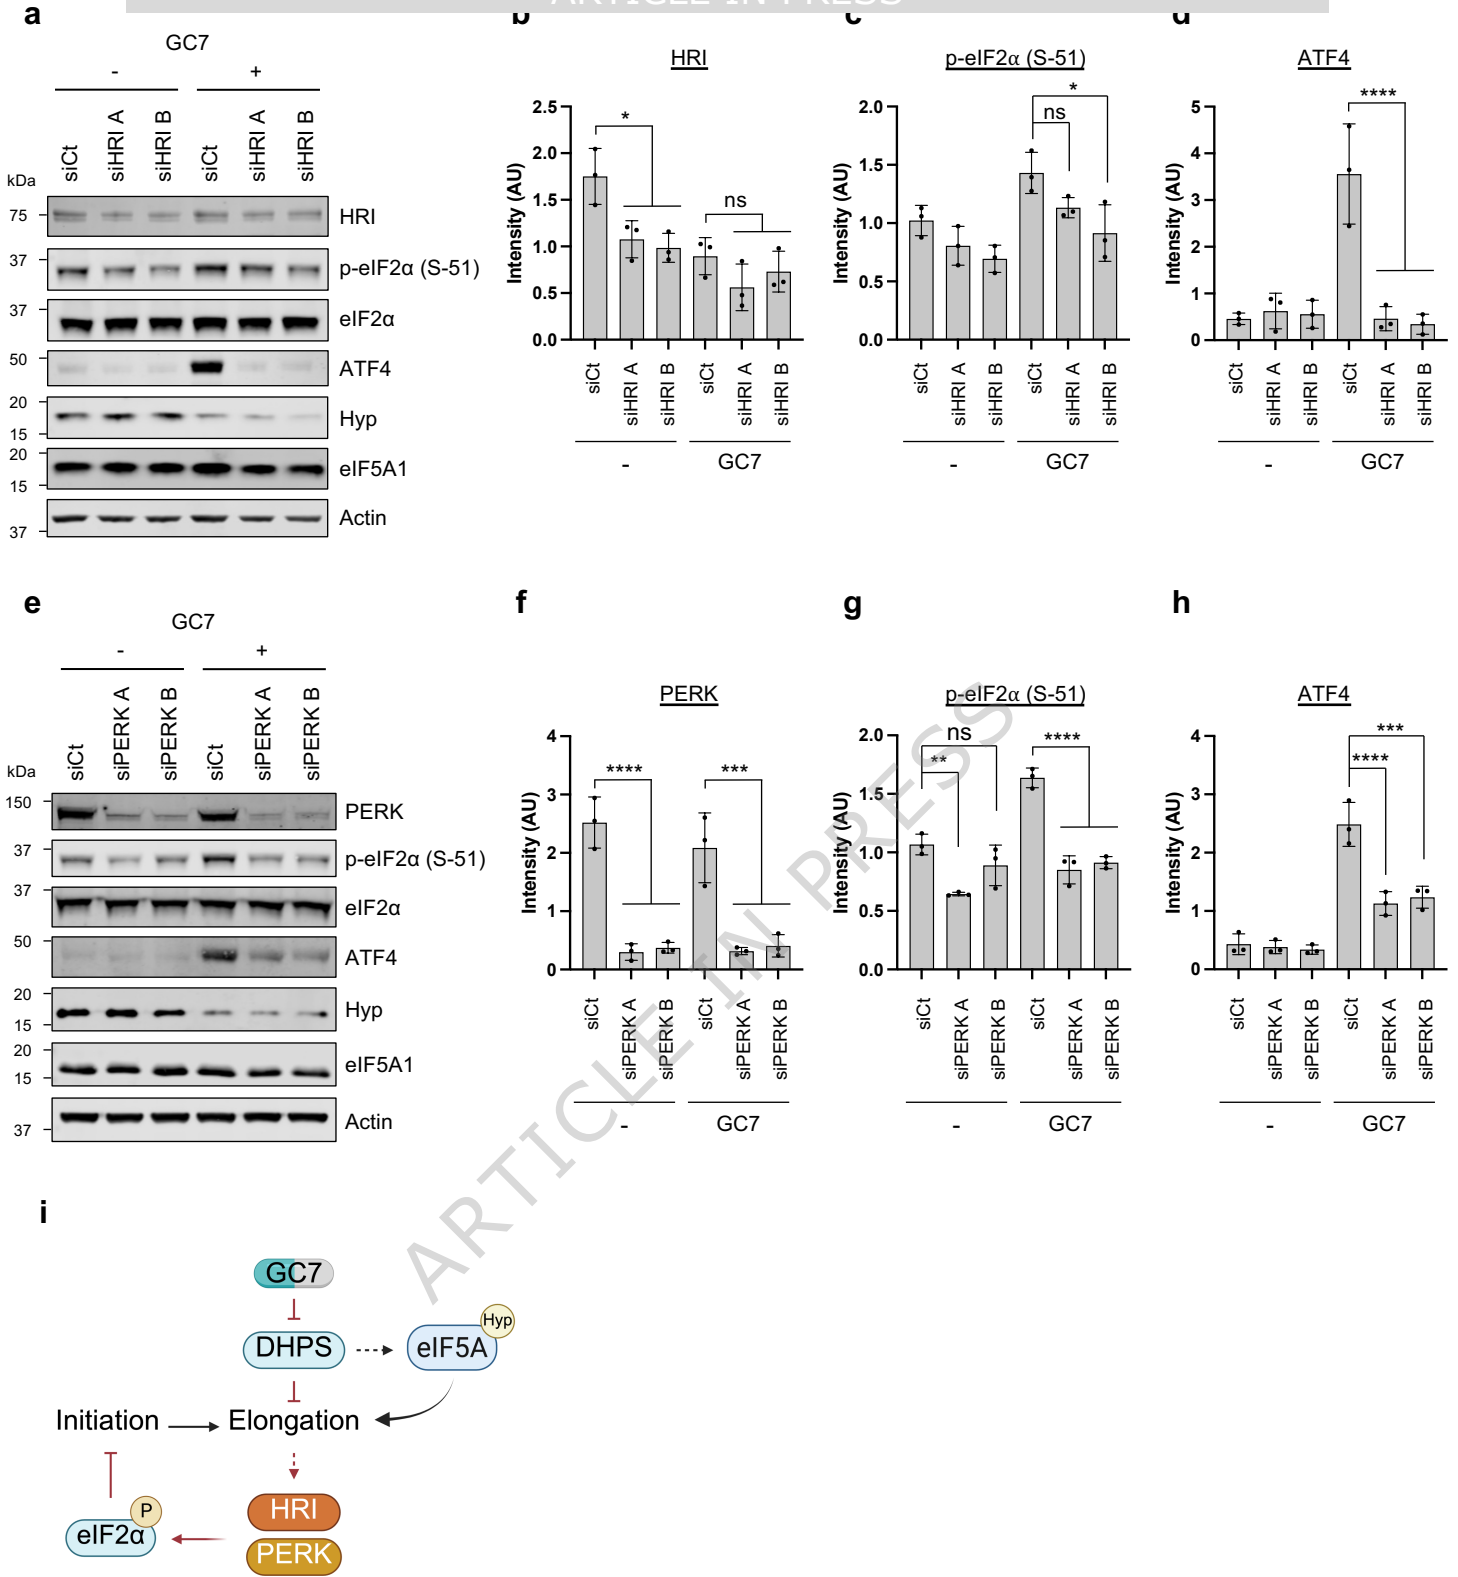 ARTICLE IN PRESS
a
GC7
- +
siCt siHRI A siHRI B siCt siHRI A siHRI B
kDa
75 HRI
37 p-eIF2α (S-51)
37 eIF2α
50 ATF4
20 Hyp
15
20 eIF5A1
15
Actin
37
b
HRI
Intensity (AU)
2.5
2.0
1.5
1.0
0.5
0.0
*
ns
siCt siHRI A siHRI B siCt siHRI A siHRI B
- GC7
c
p-eIF2α (S-51)
Intensity (AU)
2.0
1.5
1.0
0.5
0.0
*
ns
siCt siHRI A siHRI B siCt siHRI A siHRI B
- GC7
d
ATF4
Intensity (AU)
5
4
3
2
1
0
****
siCt siHRI A siHRI B siCt siHRI A siHRI B
- GC7
e
GC7
- +
siCt siPERK A siPERK B siCt siPERK A siPERK B
kDa
150 PERK
37 p-eIF2α (S-51)
37 eIF2α
50 ATF4
20 Hyp
15
20 eIF5A1
15
Actin
37
f
PERK
Intensity (AU)
4
3
2
1
0
**** ***
siCt siPERK A siPERK B siCt siPERK A siPERK B
- GC7
g
p-eIF2α (S-51)
Intensity (AU)
2.0
1.5
1.0
0.5
0.0
ns ****
**
siCt siPERK A siPERK B siCt siPERK A siPERK B
- GC7
h
ATF4
Intensity (AU)
4
3
2
1
0
***
****
siCt siPERK A siPERK B siCt siPERK A siPERK B
- GC7
ARTICLE IN PRESS
i
GC7
Hyp
DHPS eIF5A
Initiation Elongation
P HRI
eIF2α PERK